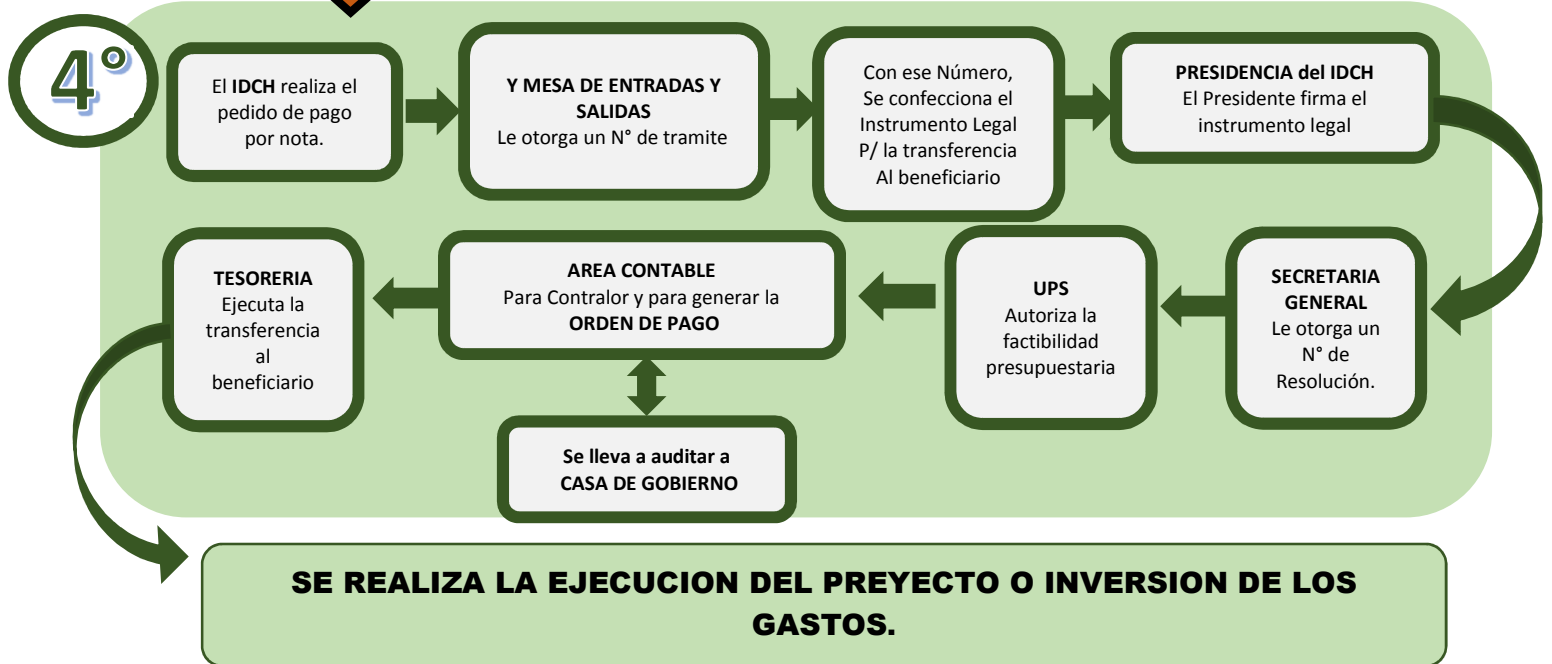 4°
El IDCH realiza el
pedido de pago
por nota.
Y MESA DE ENTRADAS Y
SALIDAS
Le otorga un N° de tramite
Con ese Número,
Se confecciona el
Instrumento Legal
P/ la transferencia
Al beneficiario
PRESIDENCIA del IDCH
El Presidente firma el
instrumento legal
SECRETARIA
GENERAL
Le otorga un
N° de
Resolución.
UPS
Autoriza la
factibilidad
presupuestaria
AREA CONTABLE
Para Contralor y para generar la
ORDEN DE PAGO
Se lleva a auditar a
CASA DE GOBIERNO
TESORERIA
Ejecuta la
transferencia
al
beneficiario
SE REALIZA LA EJECUCION DEL PREYECTO O INVERSION DE LOS
GASTOS.